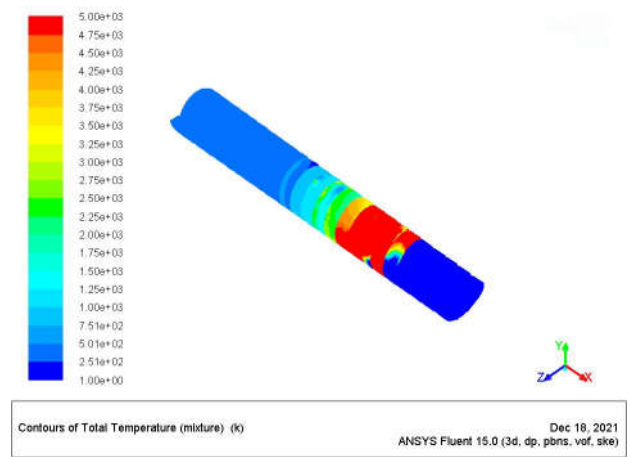 5.00e+03
4.75e+03
4.50e+03
4.25e+03
4.00e+03
3.75e+03
3.50e+03
3.25e+03
3.00e+03
2.75e+03
2.50e+03
2.25e+03
2.00e+03
1.75e+03
1.50e+03
1.25e+03
1.00e+03
7.51e+02
5.01e+02
2.51e+02
1.00e+00
Y
Z X
Contours of Total Temperature (mixture) (k)
Dec 18, 2021
ANSYS Fluent 15.0 (3d, dp, pbns, vof, ske)